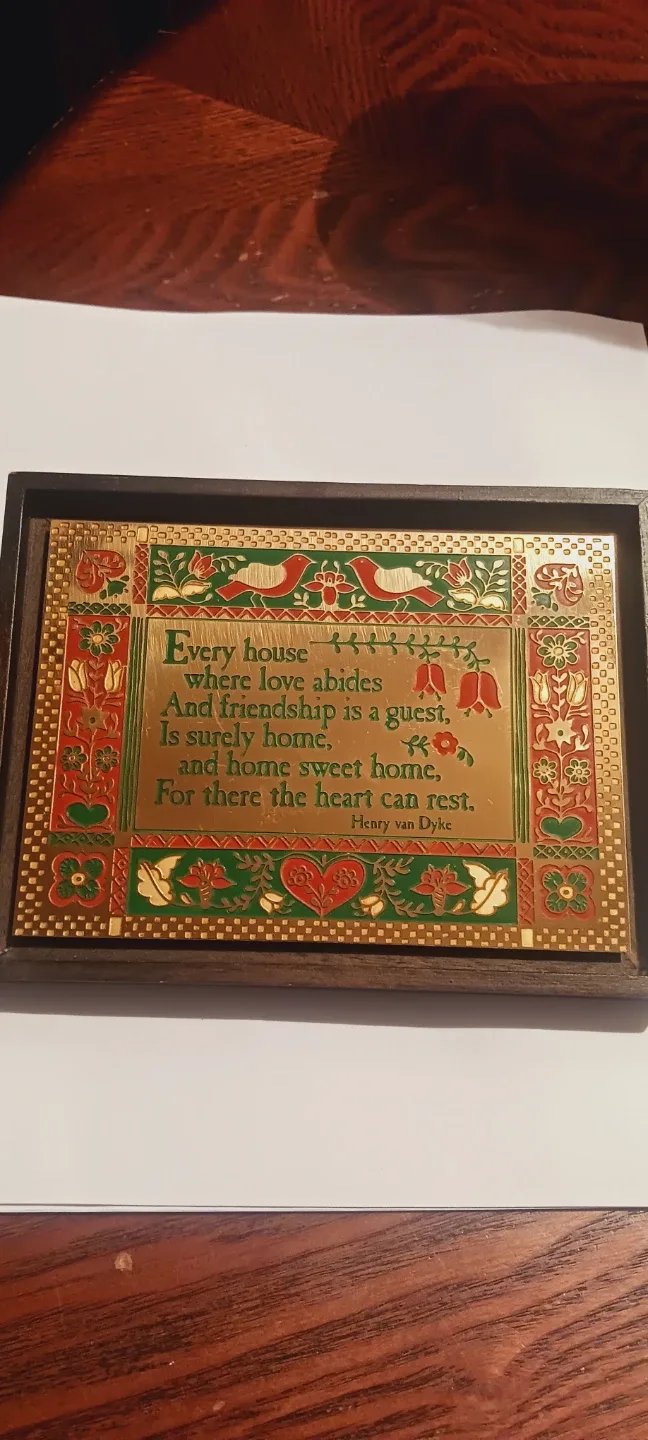 Every house
where love abides
And friendship is a guest,
Is surely home,
and home sweet home,
For there the heart can rest.
Henry van Dyke